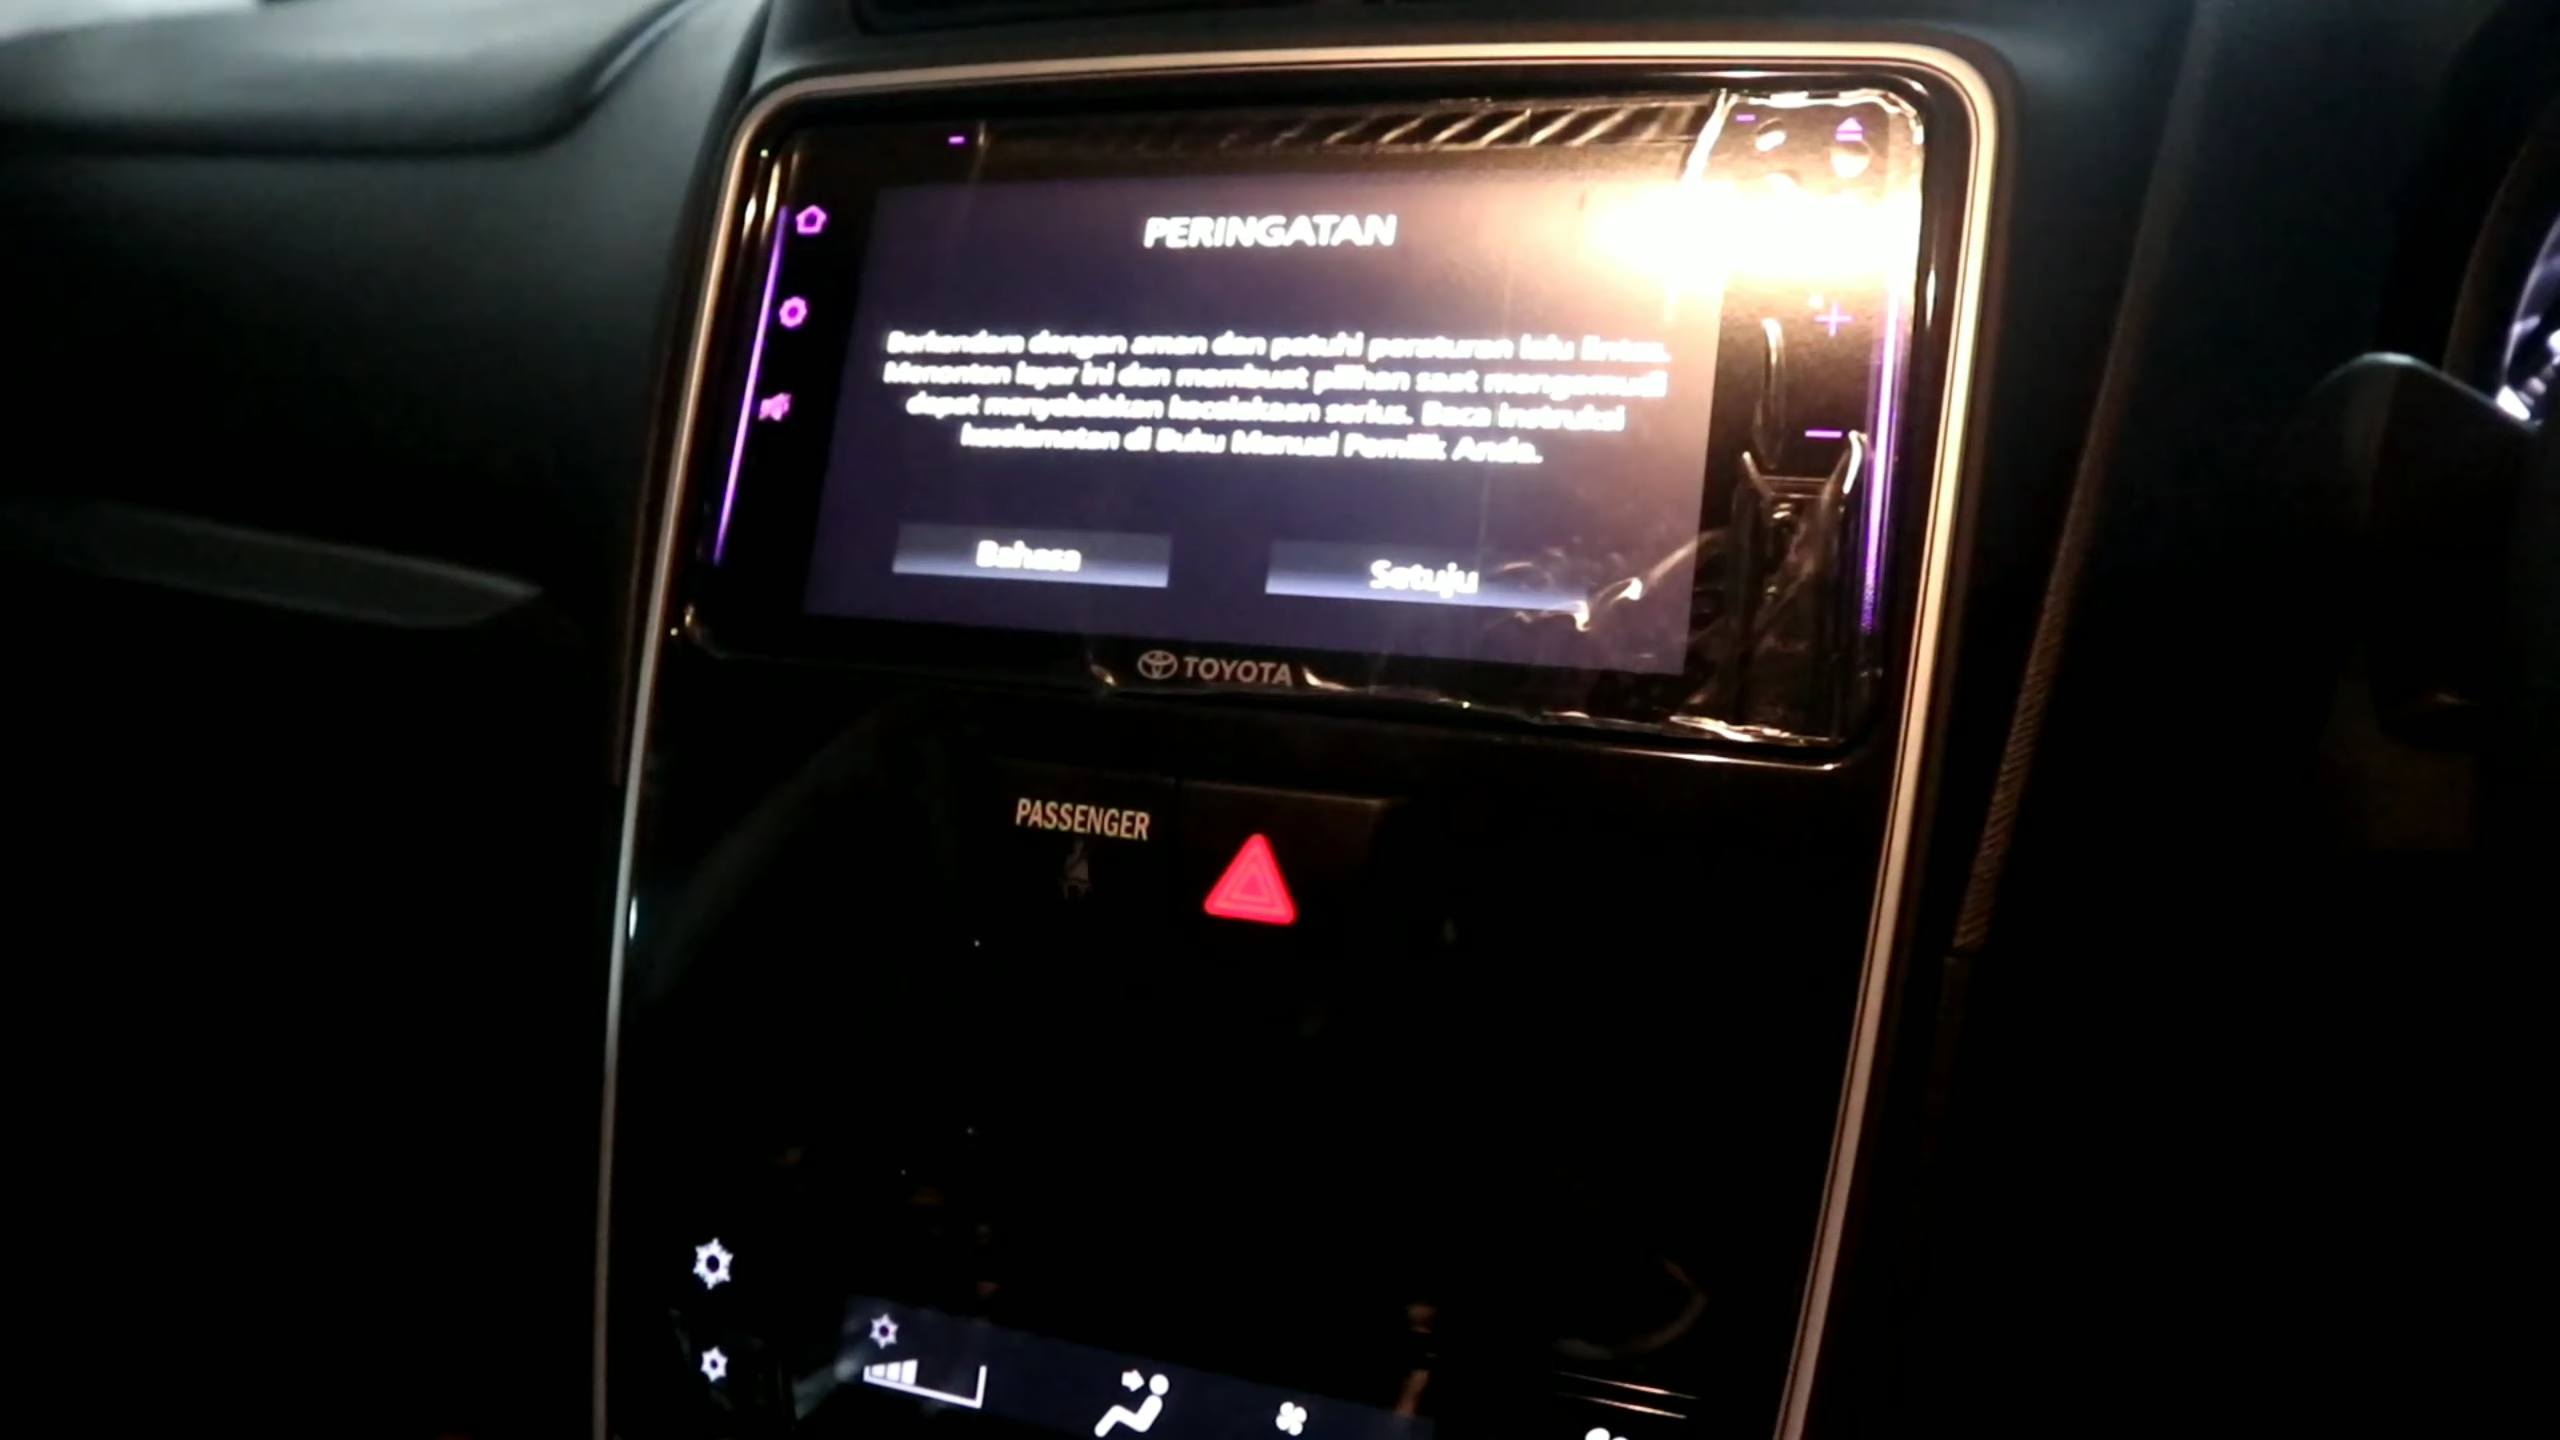 PERINGATAN
Berkendara dengan aman dan patuhi peraturan lalu lintas.
Menonton layar ini dan membuat pilihan saat mengemudi
dapat menyebabkan kecelakaan serius. Baca instruksi
keselamatan di Buku Manual Pemilik Anda.
Bahasa
Setuju
TOYOTA
PASSENGER